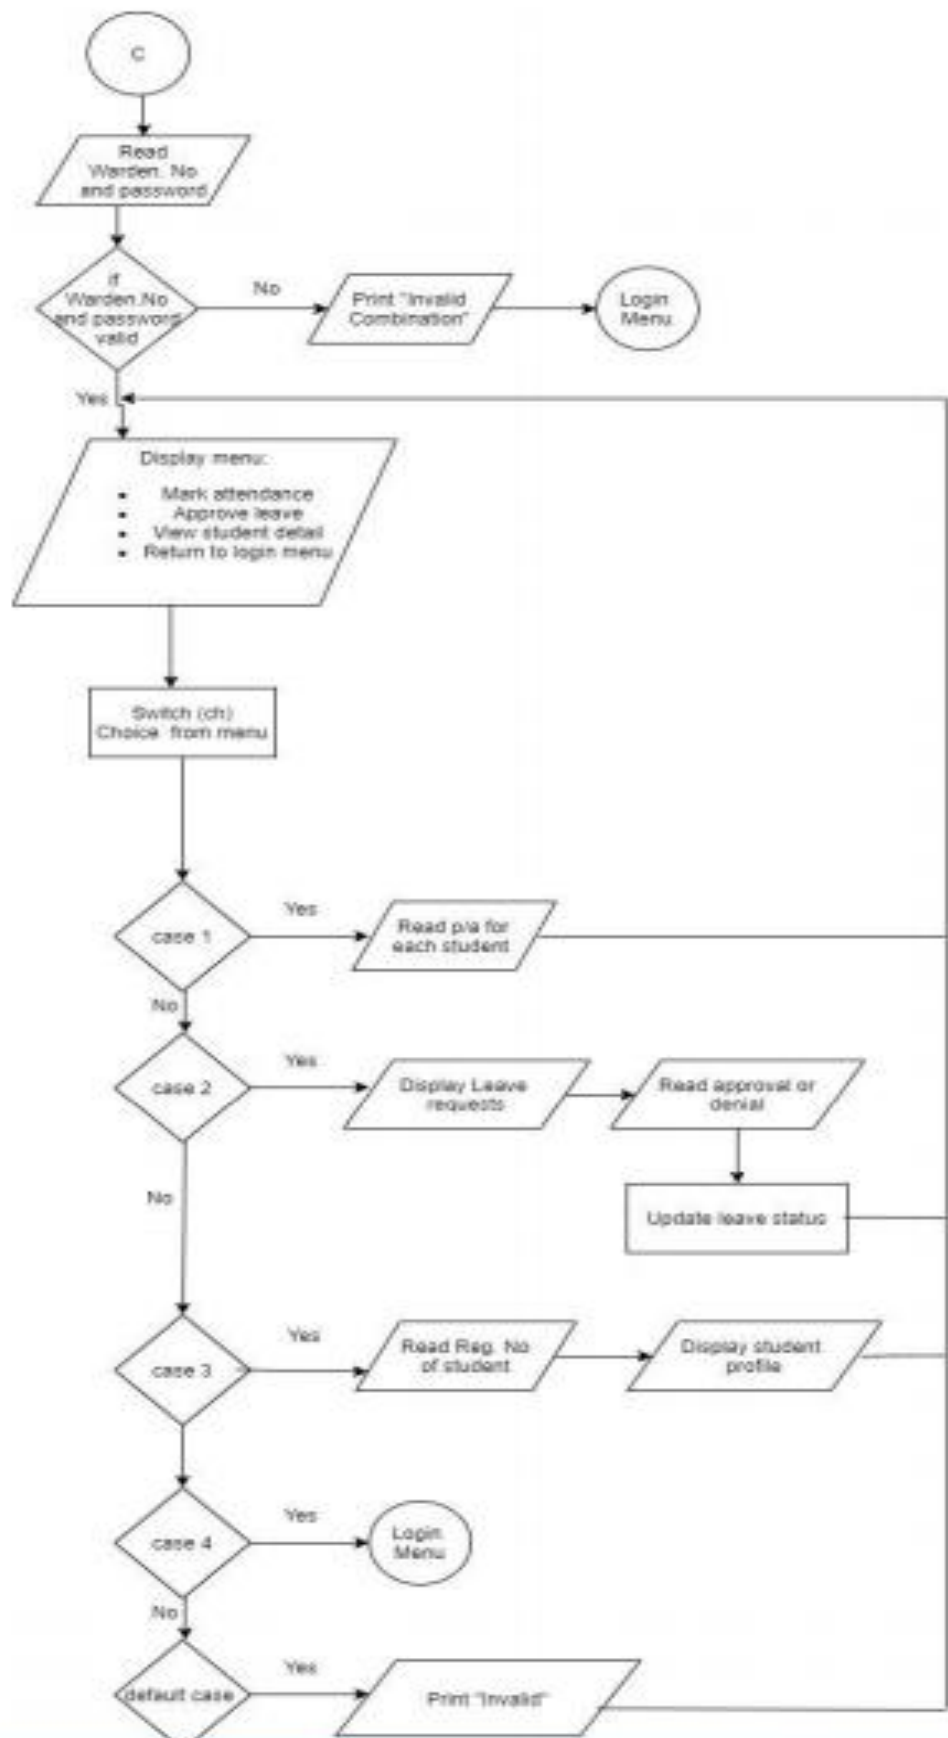 C
Read
Warden. No
and password
If
Warden.No
and password
valid
No
Print "Invalid
Combination"
Login
Menu
Yes
Display menu:
Mark attendance
Approve leave
View student detail
Return to login menu
Switch (ch)
Choice from menu
case 1
Yes
Read p/a for
each student
No
case 2
Yes
Display Leave
requests
Read approval or
denial
Update leave status
No
case 3
Yes
Read Reg. No
of student
Display student
profile
case 4
Yes
Login
Menu
No
default case
Yes
Print "Invalid"